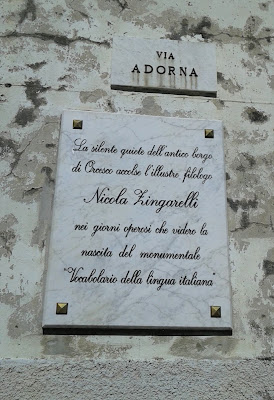 VIA
ADORNA
La silente quiete dell'antico borgo
di Orcesco accolse l'illustre filologo
Nicola Zingarelli
nei giorni operosi che videro la
nascita del monumentale
"Vocabolario della lingua italiana"